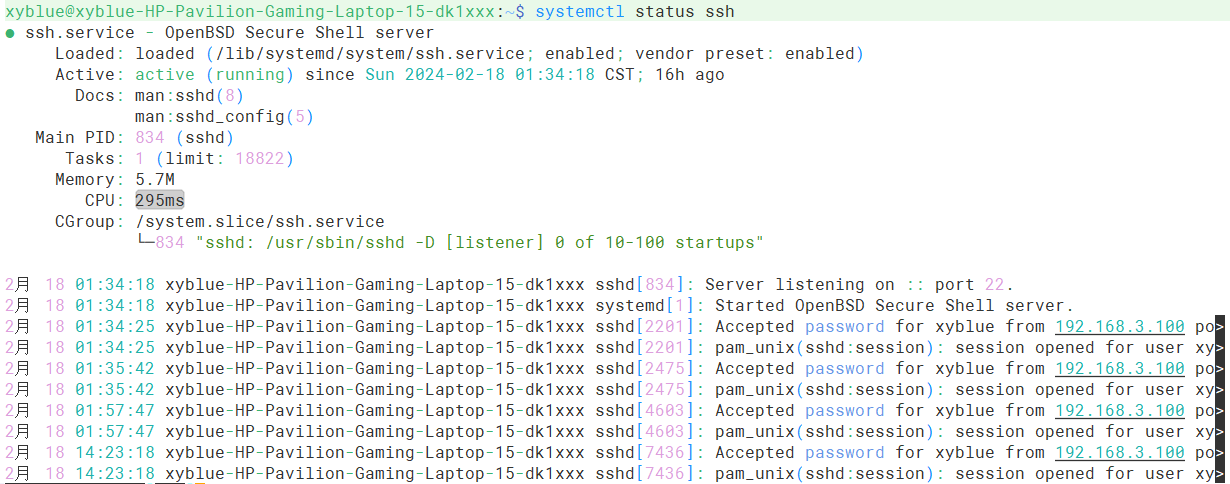 xyblue@xyblue-HP-Pavilion-Gaming-Laptop-15-dk1xxx:~$ systemctl status ssh
● ssh.service - OpenBSD Secure Shell server
     Loaded: loaded (/lib/systemd/system/ssh.service; enabled; vendor preset: enabled)
     Active: active (running) since Sun 2024-02-18 01:34:18 CST; 16h ago
       Docs: man:sshd(8)
             man:sshd_config(5)
   Main PID: 834 (sshd)
      Tasks: 1 (limit: 18822)
     Memory: 5.7M
        CPU: 295ms
     CGroup: /system.slice/ssh.service
             └─834 "sshd: /usr/sbin/sshd -D [listener] 0 of 10-100 startups"
2月 18 01:34:18 xyblue-HP-Pavilion-Gaming-Laptop-15-dk1xxx sshd[834]: Server listening on :: port 22.
2月 18 01:34:18 xyblue-HP-Pavilion-Gaming-Laptop-15-dk1xxx systemd[1]: Started OpenBSD Secure Shell server.
2月 18 01:34:25 xyblue-HP-Pavilion-Gaming-Laptop-15-dk1xxx sshd[2201]: Accepted password for xyblue from 192.168.3.100 po>
2月 18 01:34:25 xyblue-HP-Pavilion-Gaming-Laptop-15-dk1xxx sshd[2201]: pam_unix(sshd:session): session opened for user xy>
2月 18 01:35:42 xyblue-HP-Pavilion-Gaming-Laptop-15-dk1xxx sshd[2475]: Accepted password for xyblue from 192.168.3.100 po>
2月 18 01:35:42 xyblue-HP-Pavilion-Gaming-Laptop-15-dk1xxx sshd[2475]: pam_unix(sshd:session): session opened for user xy>
2月 18 01:57:47 xyblue-HP-Pavilion-Gaming-Laptop-15-dk1xxx sshd[4603]: Accepted password for xyblue from 192.168.3.100 po>
2月 18 01:57:47 xyblue-HP-Pavilion-Gaming-Laptop-15-dk1xxx sshd[4603]: pam_unix(sshd:session): session opened for user xy>
2月 18 14:23:18 xyblue-HP-Pavilion-Gaming-Laptop-15-dk1xxx sshd[7436]: Accepted password for xyblue from 192.168.3.100 po>
2月 18 14:23:18 xyblue-HP-Pavilion-Gaming-Laptop-15-dk1xxx sshd[7436]: pam_unix(sshd:session): session opened for user xy>